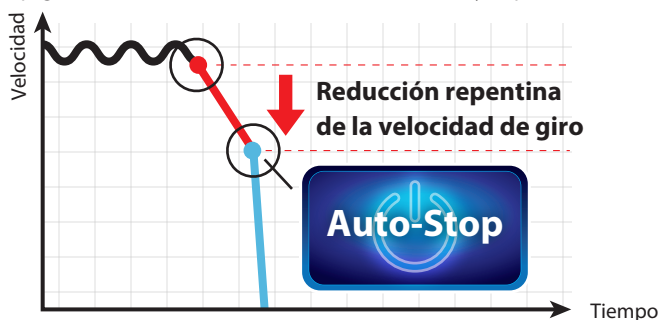 Velocidad
Reducción repentina
de la velocidad de giro
Auto-Stop
Tiempo